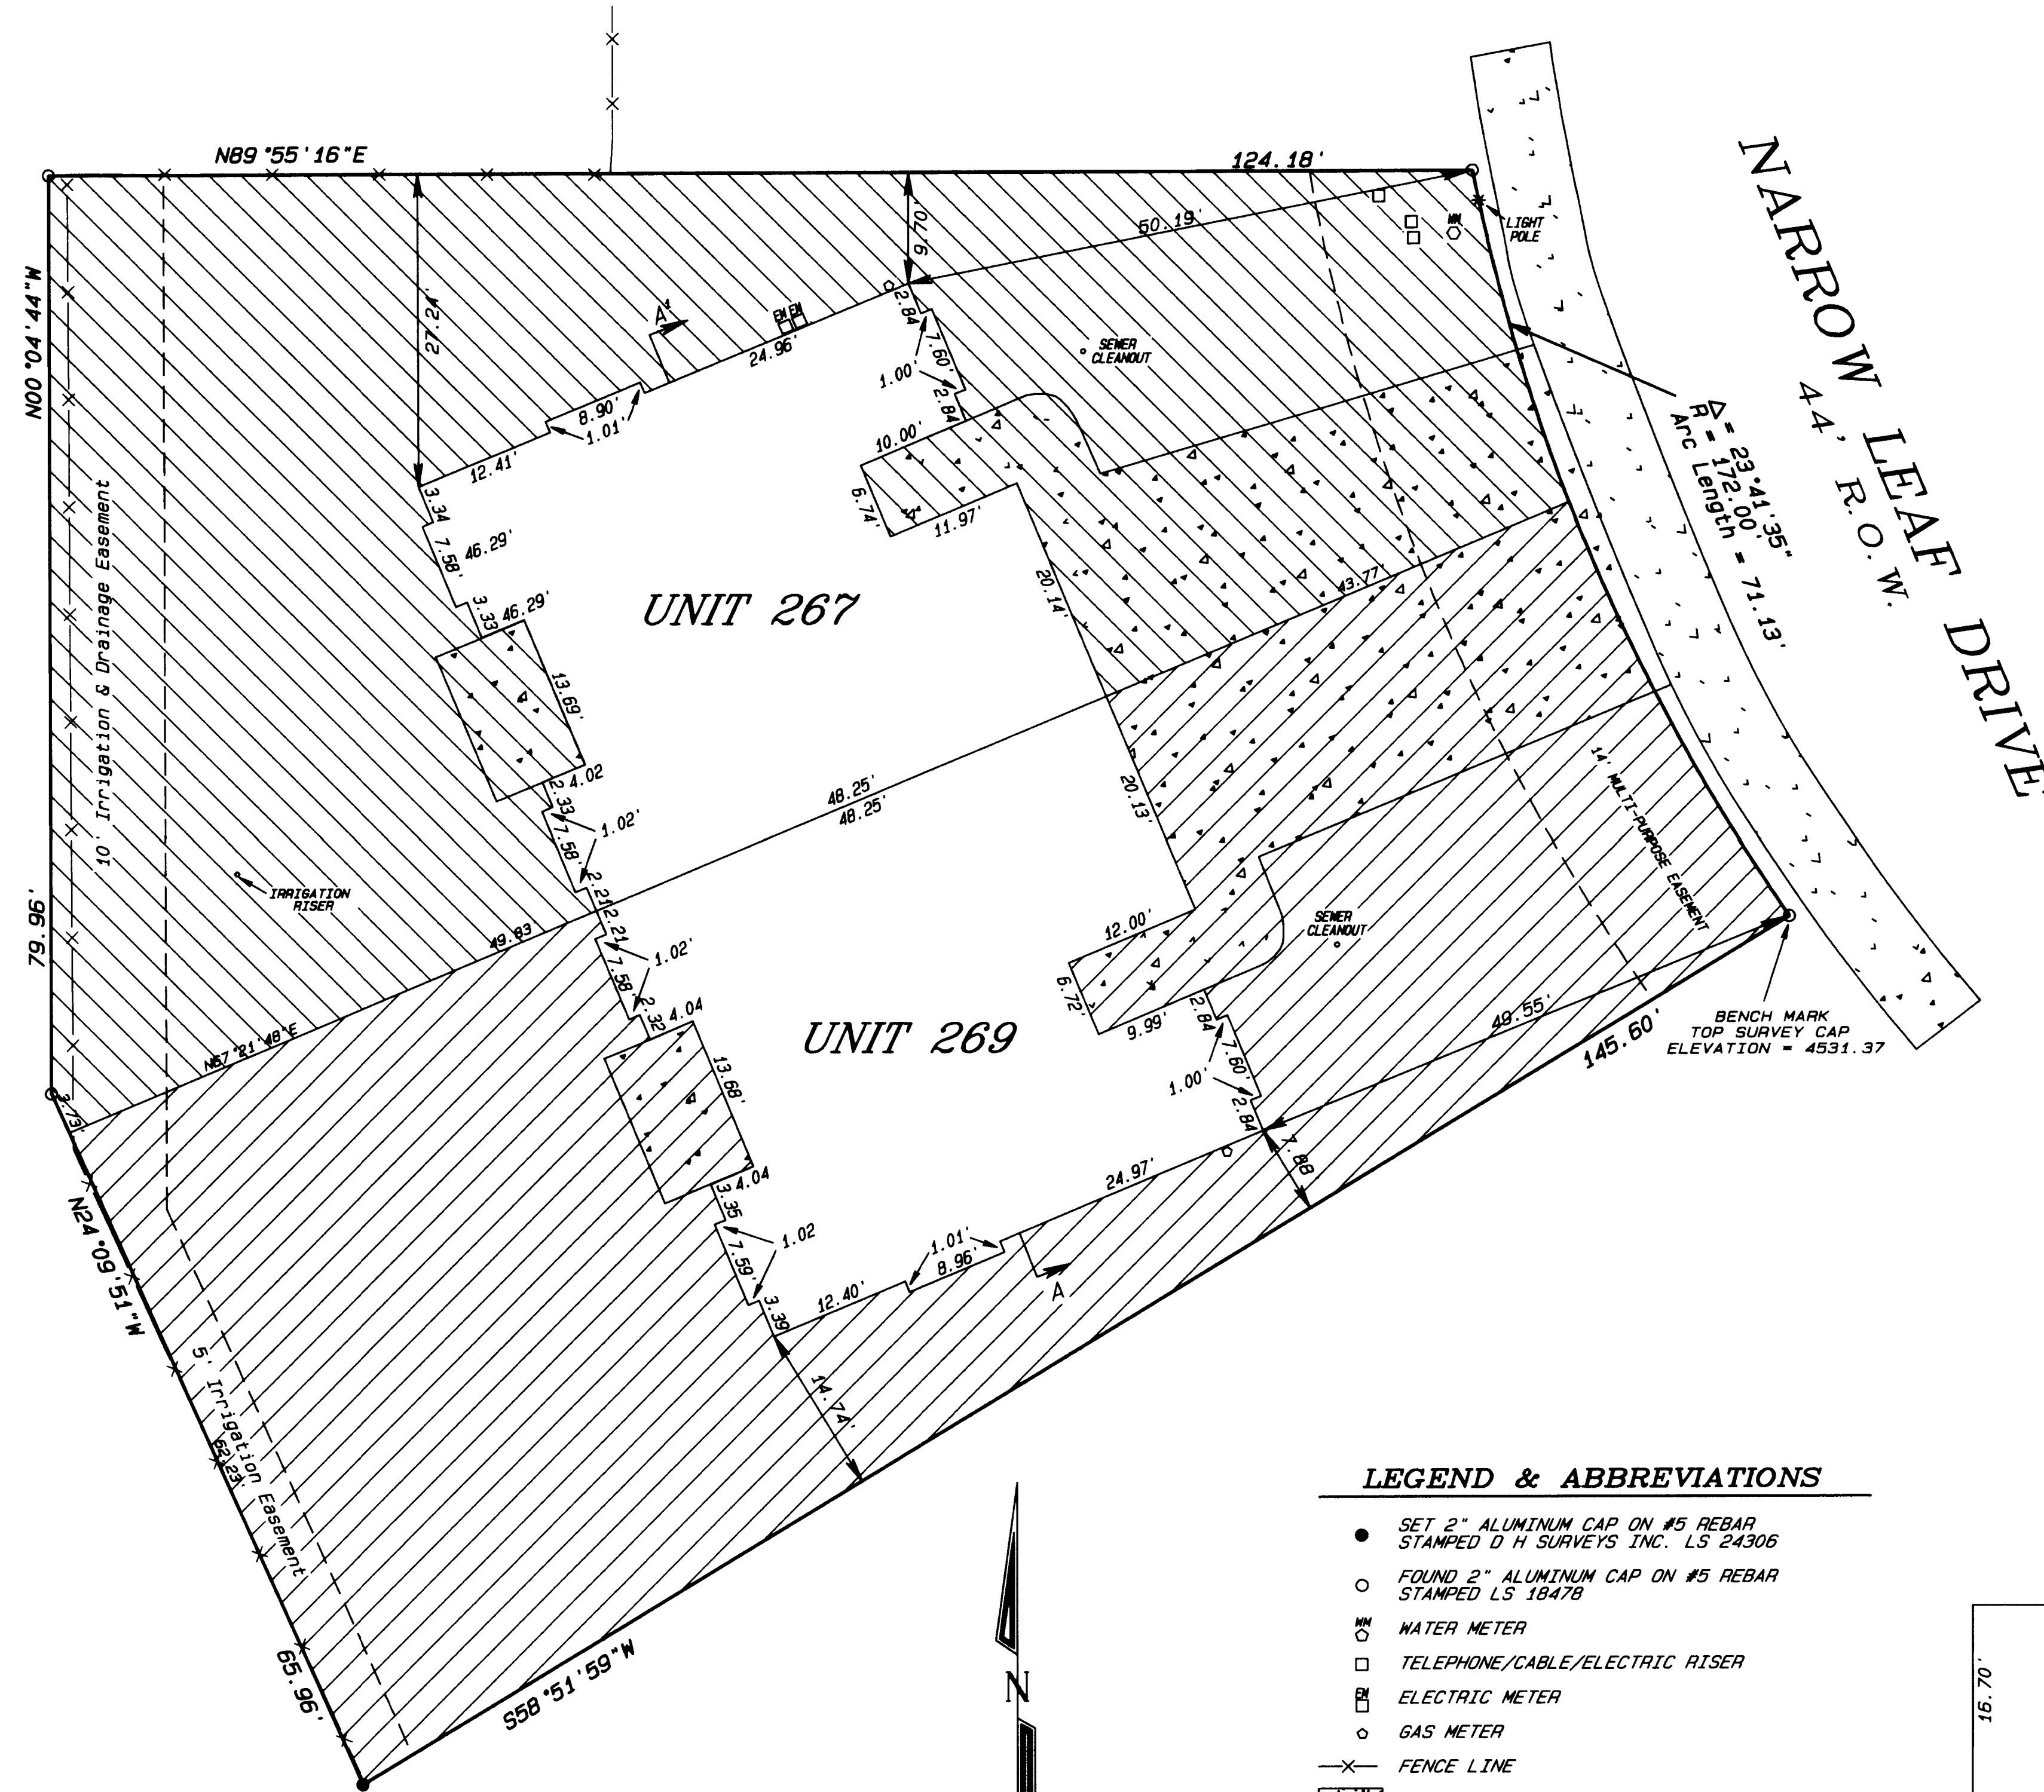 N89°55'16"E
124.18'
NARROW LEAF DRIVE
44' R.O.W.
Δ = 23°41'35"
R = 172.00'
Arc Length = 71.13'
LIGHT
POLE
WM
50.19'
9.70'
27.24'
N00°04'44"W
79.96'
10' Irrigation & Drainage Easement
A'
EM EM
24.96'
8.90'
1.01'
12.41'
2.84
7.60'
1.00'
2.84
SEWER
CLEANOUT
10.00'
6.74'
11.97'
3.34
7.58'
46.29'
3.33
46.29'
UNIT 267
20.14'
43.77'
13.69'
4.02
2.33
1.02'
7.58'
2.21
48.25'
48.25'
20.13'
14' MULTI-PURPOSE EASEMENT
IRRIGATION
RISER
49.83
N67°21'48"E
3.73'
2.21
1.02'
7.58'
2.32
4.04
UNIT 269
12.00'
6.72'
9.99'
SEWER
CLEANOUT
2.84
7.60'
1.00'
2.84
49.55'
145.60'
BENCH MARK
TOP SURVEY CAP
ELEVATION = 4531.37
13.68'
4.04
3.35
1.02
7.59'
3.39
7.88
24.97'
1.01'
8.96'
12.40'
A
14.74'
N24°09'51"W
5' Irrigation Easement
62.23'
65.96'
S58°51'59"W
N
LEGEND & ABBREVIATIONS
SET 2" ALUMINUM CAP ON #5 REBAR
STAMPED D H SURVEYS INC. LS 24306
FOUND 2" ALUMINUM CAP ON #5 REBAR
STAMPED LS 18478
WM
WATER METER
TELEPHONE/CABLE/ELECTRIC RISER
EM
ELECTRIC METER
GAS METER
FENCE LINE
16.70'